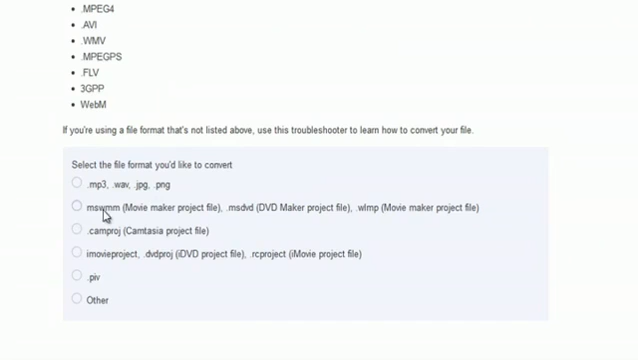 .MPEG4
.AVI
.WMV
.MPEGPS
.FLV
3GPP
WebM
If you're using a file format that's not listed above, use this troubleshooter to learn how to convert your file.
Select the file format you'd like to convert
.mp3, .wav, .jpg, .png
mswmm (Movie maker project file), .msdvd (DVD Maker project file), .wlmp (Movie maker project file)
.camproj (Camtasia project file)
imovieproject, .dvdproj (iDVD project file), .rcproject (iMovie project file)
.piv
Other